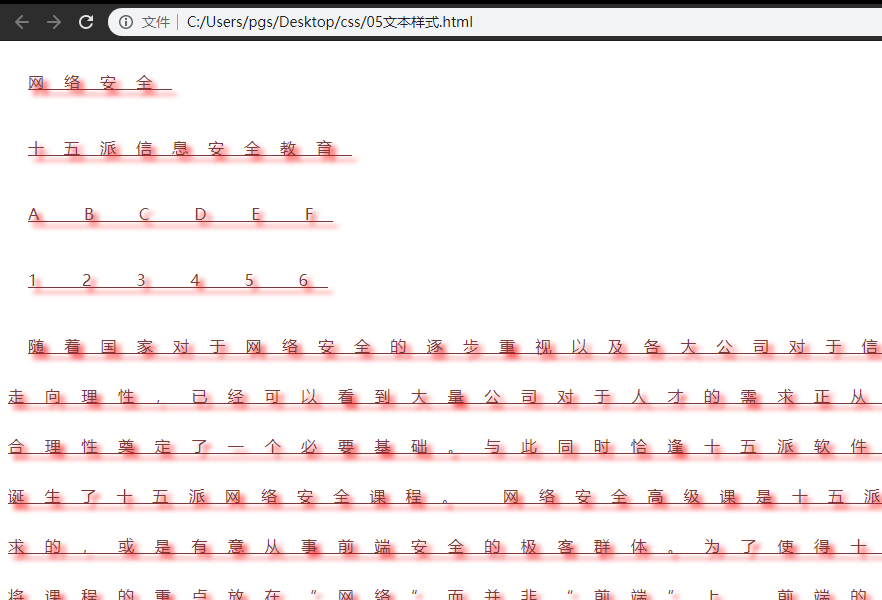 文件 C:/Users/pgs/Desktop/css/05文本样式.html
网络安全
十五派信息安全教育
A B C D E F
1 2 3 4 5 6
随着国家对于网络安全的逐步重视以及各大公司对于信
走向理性,已经可以看到大量公司对于人才的需求正从
合理性奠定了一个必要基础。与此同时恰逢十五派软件
诞生了十五派网络安全课程。 网络安全高级课是十五派
求的,或是有意从事前端安全的极客群体。为了使得十
将课程的重点放在“网络”而并非“前端”上 前端的